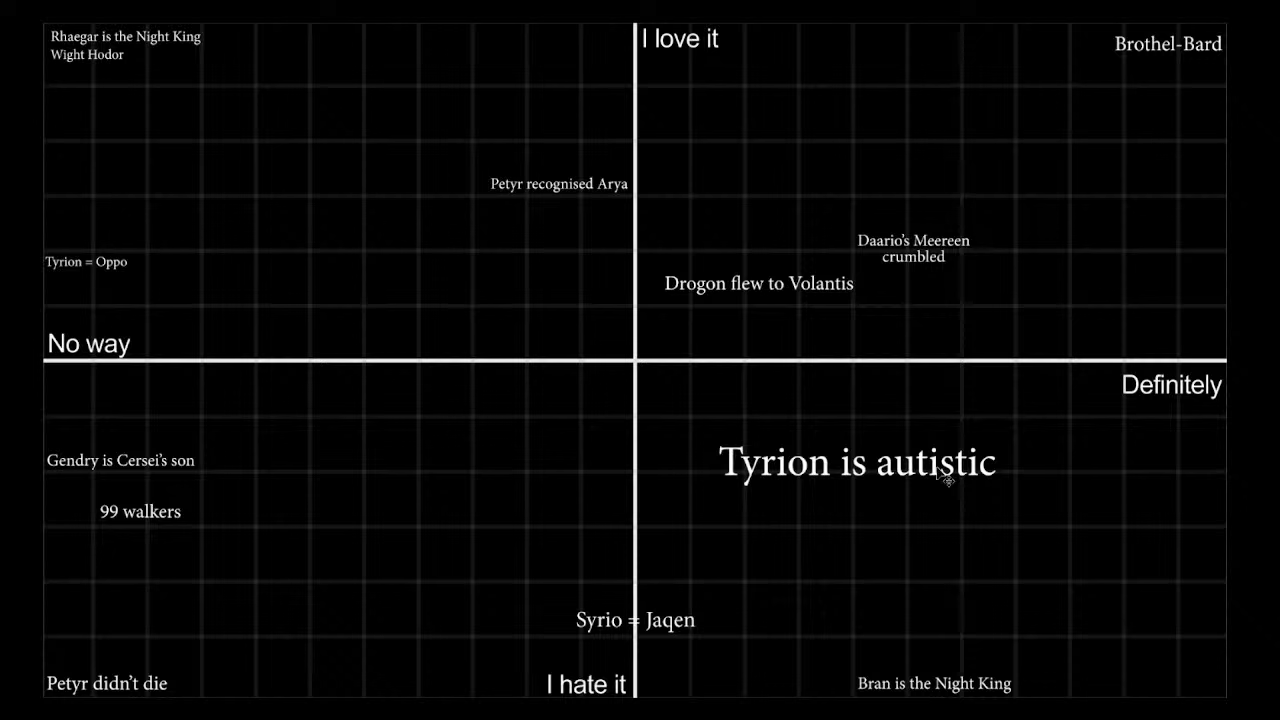 Rhaegar is the Night King
Wight Hodor
I love it
Brothel-Bard
Petyr recognised Arya
Daario's Meereen
crumbled
Tyrion = Oppo
Drogon flew to Volantis
No way
Definitely
Gendry is Cersei's son
Tyrion is autistic
99 walkers
Syrio = Jaqen
Petyr didn't die
I hate it
Bran is the Night King